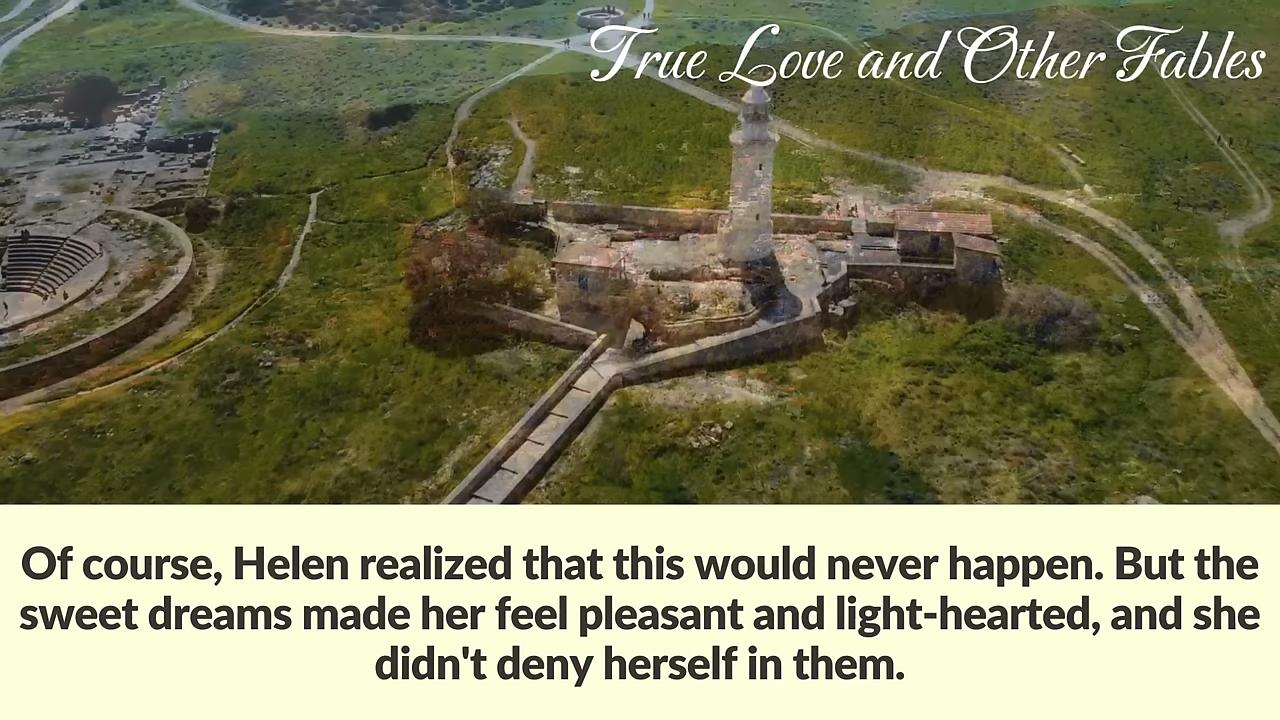 True Love and Other Fables
Of course, Helen realized that this would never happen. But the
sweet dreams made her feel pleasant and light-hearted, and she
didn't deny herself in them.